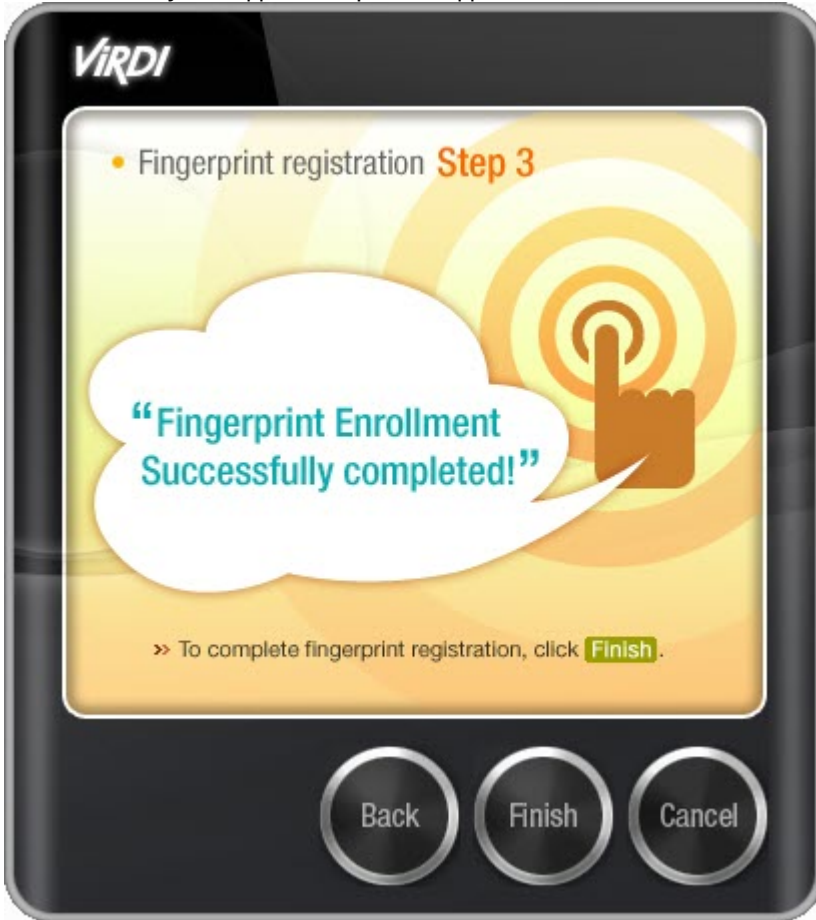 ViRDI
• Fingerprint registration Step 3
“Fingerprint Enrollment
Successfully completed!”
» To complete fingerprint registration, click Finish.
Back Finish Cancel